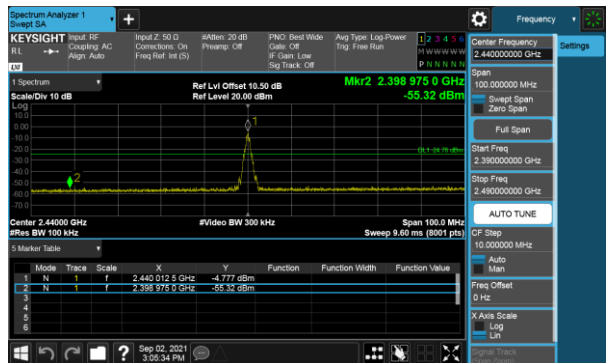 Spectrum Analyzer 1
Swept SA
+
Frequency
KEYSIGHT Input: RF Input Z: 50 Ω #Atten: 20 dB PNO: Best Wide Avg Type: Log-Power 1 2 3 4 5 6
RL Coupling: AC Corrections: On Preamp: Off Gate: Off Trig: Free Run M W W W W W
Align: Auto Freq Ref: Int (S) IF Gain: Low P N N N N N
Sig Track: Off
LXI
1 Spectrum Ref Lvl Offset 10.50 dB Mkr2 2.398 975 0 GHz
Scale/Div 10 dB Ref Level 20.00 dBm -55.32 dBm
Log
10.0
0.00
-10.0
-20.0
-30.0
-40.0
-50.0
-60.0
-70.0
1
2
Center 2.44000 GHz #Video BW 300 kHz Span 100.0 MHz
#Res BW 100 kHz Sweep 9.60 ms (8001 pts)
5 Marker Table
Mode Trace Scale X Y Function Function Width Function Value
1 N 1 f 2.440 012 5 GHz -4.777 dBm
2 N 1 f 2.398 975 0 GHz -55.32 dBm
3
4
5
6
Sep 02, 2021
3:05:34 PM
Center Frequency
2.440000000 GHz
Settings
Span
100.000000 MHz
Swept Span
Zero Span
Full Span
Start Freq
2.390000000 GHz
Stop Freq
2.490000000 GHz
AUTO TUNE
CF Step
10.000000 MHz
Auto
Man
Freq Offset
0 Hz
X Axis Scale
Log
Lin
Signal Track